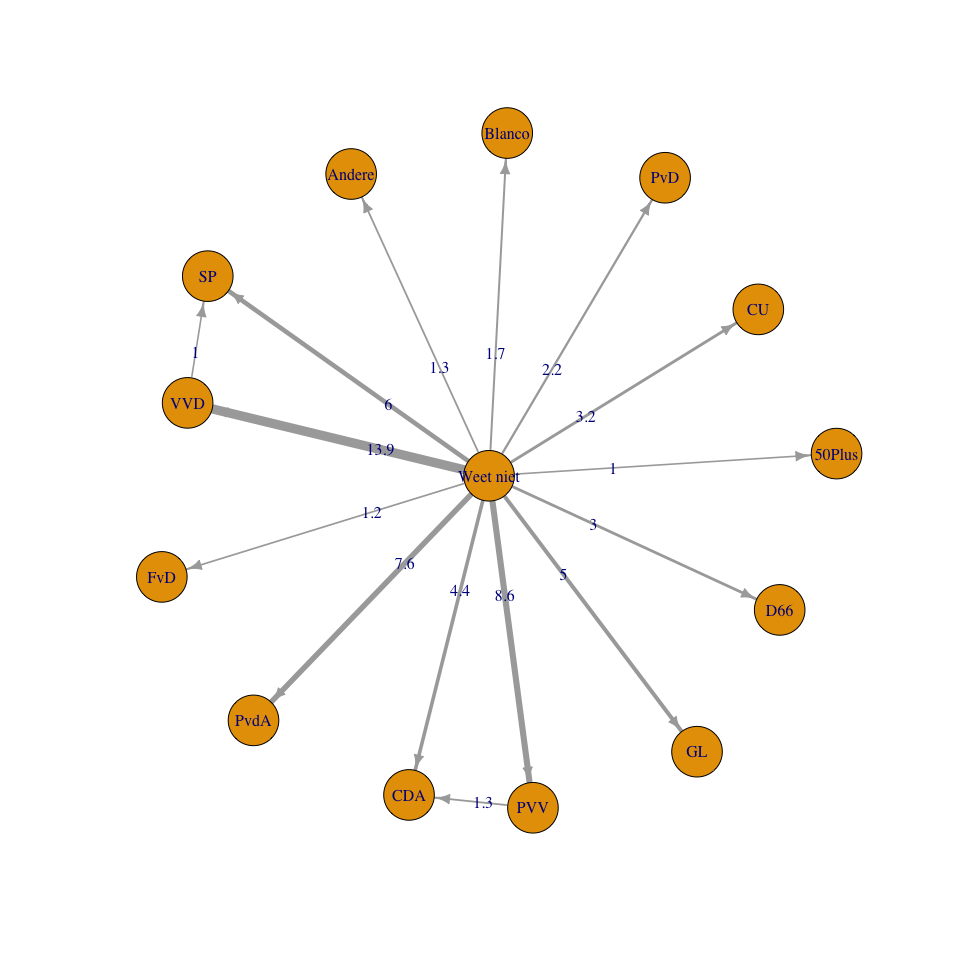 Blanco
Andere
PvD
SP
CU
1
1.7
1.3
2.2
VVD
6
3.2
13.9
50Plus
1
Weet niet
1.2
3
7.6
5
FvD
4.4
8.6
D66
PvdA
GL
CDA
1.3
PVV